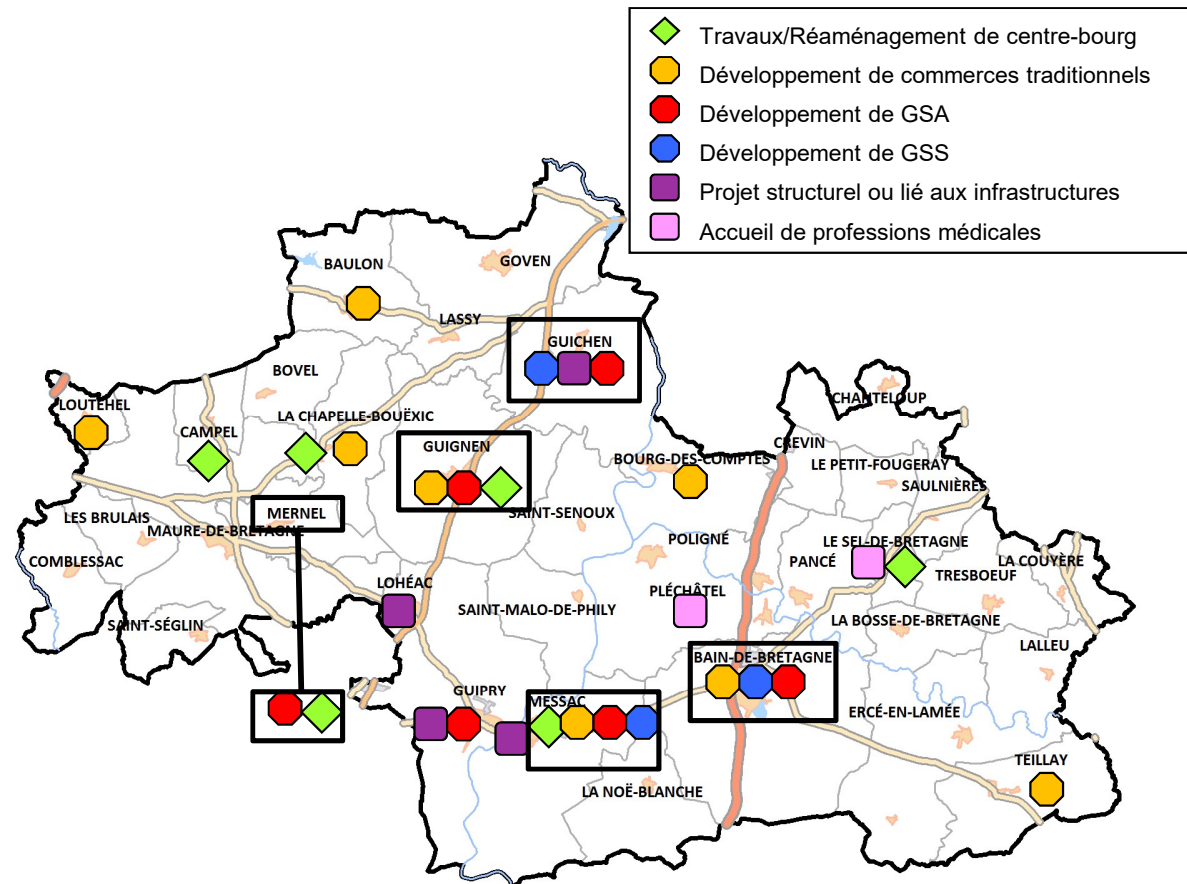 Travaux/Réaménagement de centre-bourg
Développement de commerces traditionnels
Développement de GSA
Développement de GSS
Projet structurel ou lié aux infrastructures
Accueil de professions médicales
GOVEN
BAULON
LASSY
GUICHEN
BOVEL
CHANTELOUP
LOUTEHEL
LA CHAPELLE-BOUËXIC
CAMPEL
GUIGNEN
CREVIN
BOURG-DES-COMPTES
LE PETIT-FOUGERAY
SAULNIÈRES
MERNEL
SAINT-SENOUX
LES BRULAIS
MAURE-DE-BRETAGNE
POLIGNÉ
LE SEL-DE-BRETAGNE
COMBLESSAC
PANCÉ
LA COUYÈRE
TRESBOEUF
LOHÉAC
PLÉCHÂTEL
SAINT-MALO-DE-PHILY
SAINT-SÉGLIN
LA BOSSE-DE-BRETAGNE
LALLEU
BAIN-DE-BRETAGNE
GUIPRY
MESSAC
ERCÉ-EN-LAMÉE
TEILLAY
LA NOË-BLANCHE